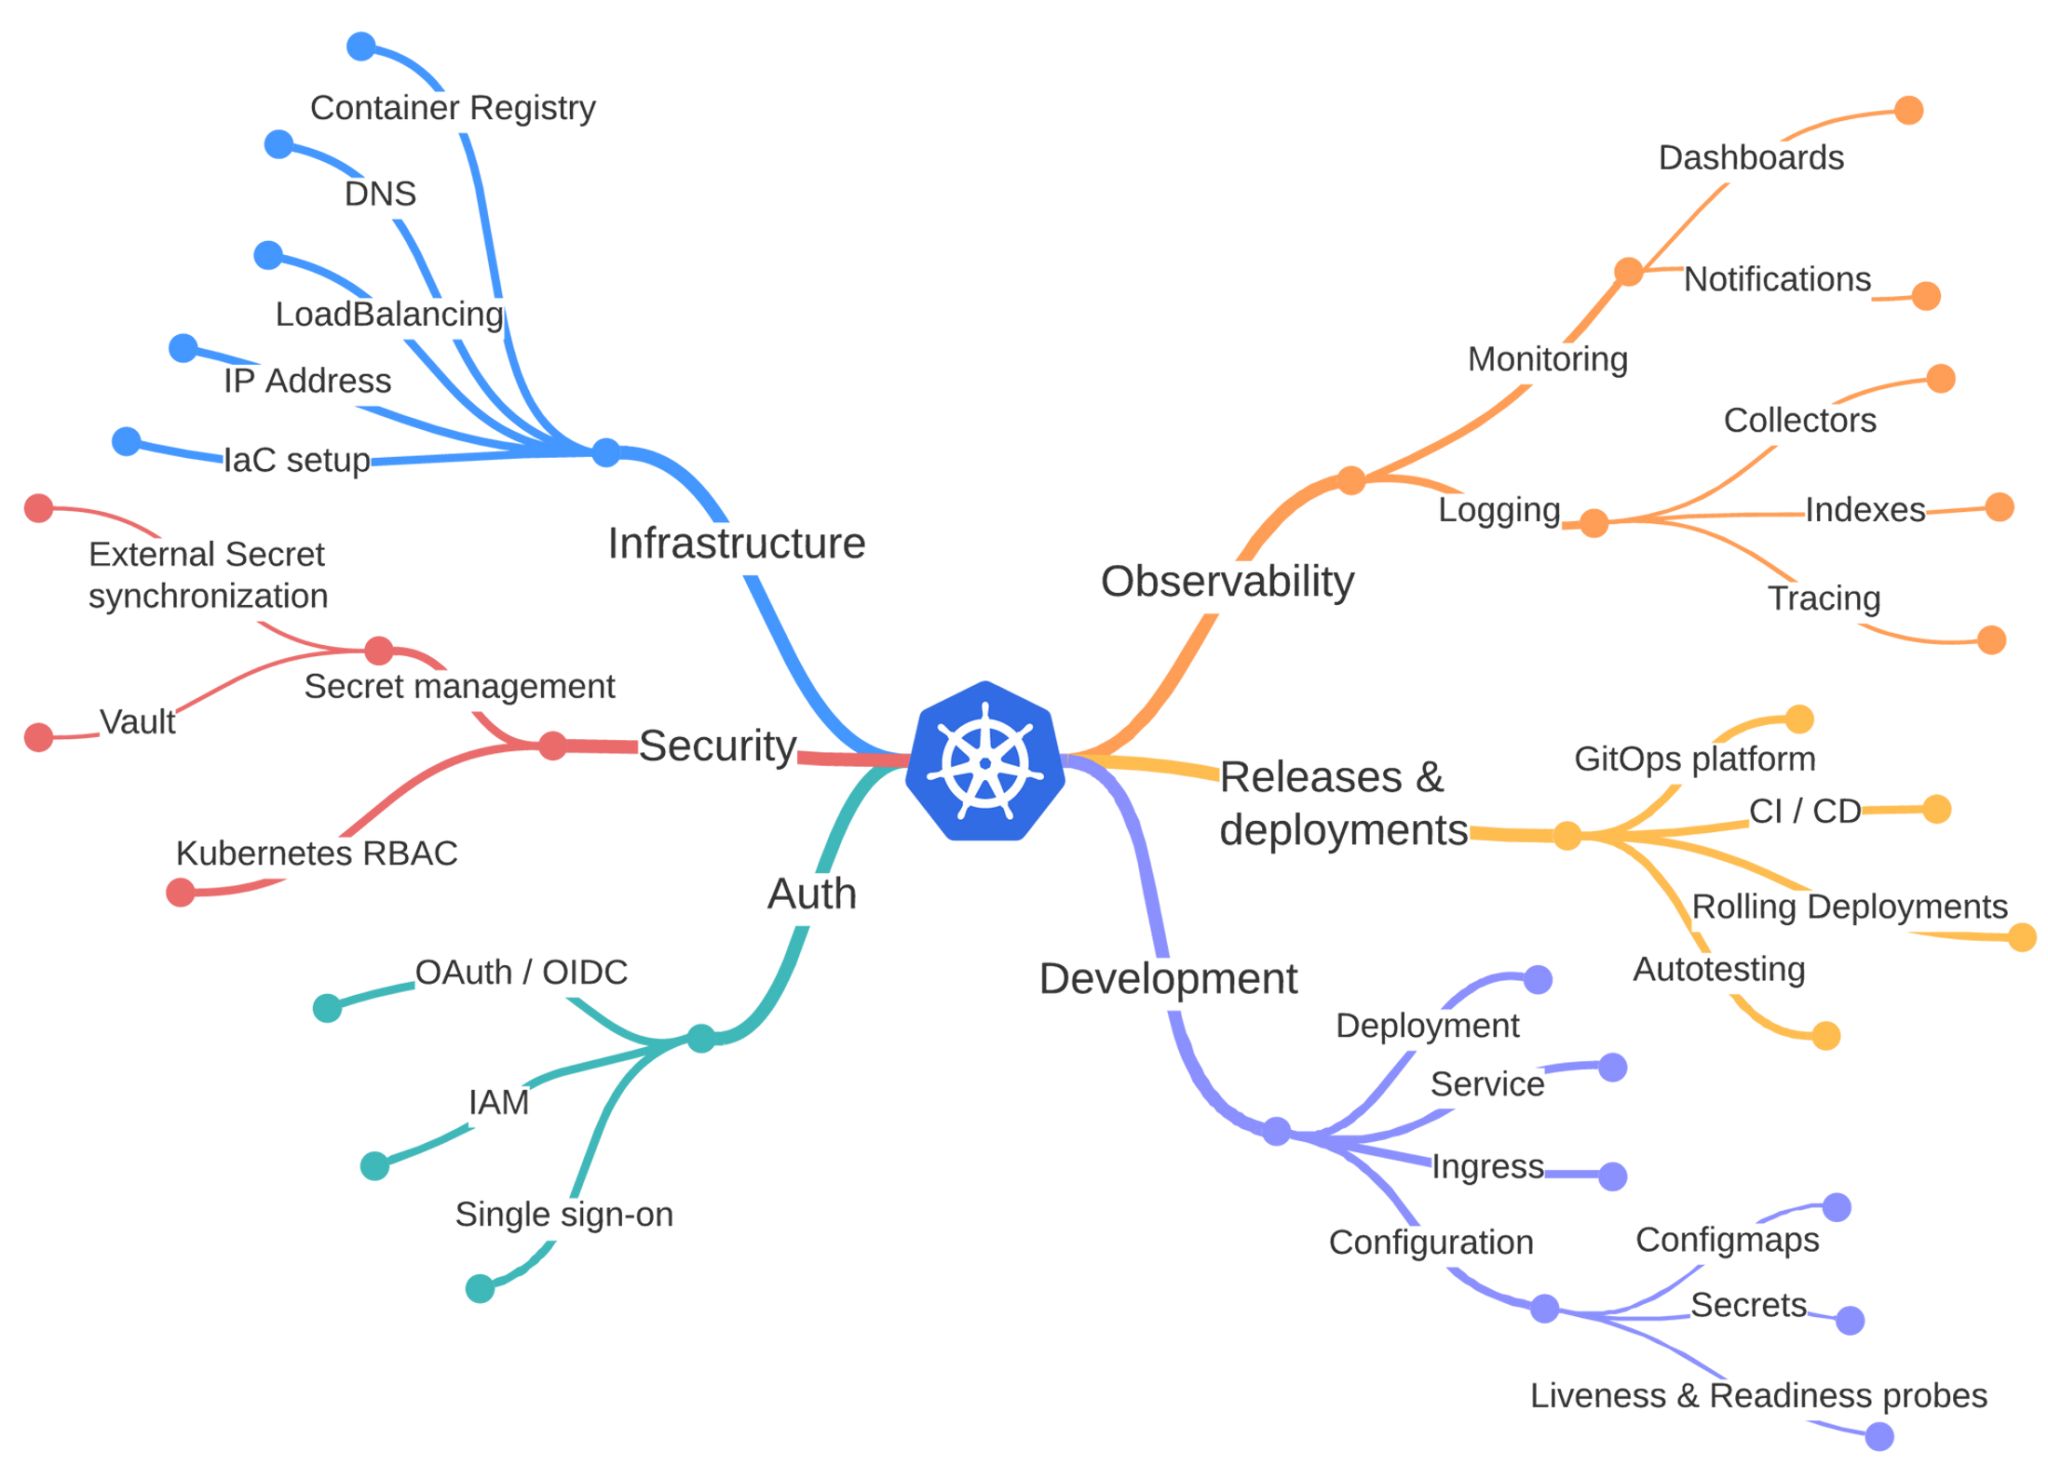 Container Registry
DNS
LoadBalancing
IP Address
IaC setup
Infrastructure
External Secret
synchronization
Vault
Secret management
Security
Kubernetes RBAC
Auth
OAuth / OIDC
IAM
Single sign-on
Dashboards
Notifications
Monitoring
Collectors
Logging
Indexes
Tracing
Observability
Releases &
deployments
GitOps platform
CI / CD
Rolling Deployments
Autotesting
Development
Deployment
Service
Ingress
Configuration
Configmaps
Secrets
Liveness & Readiness probes